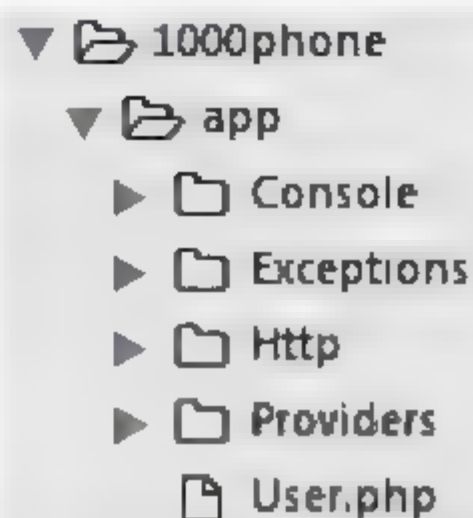 1000phone
app
Console
Exceptions
Http
Providers
User.php